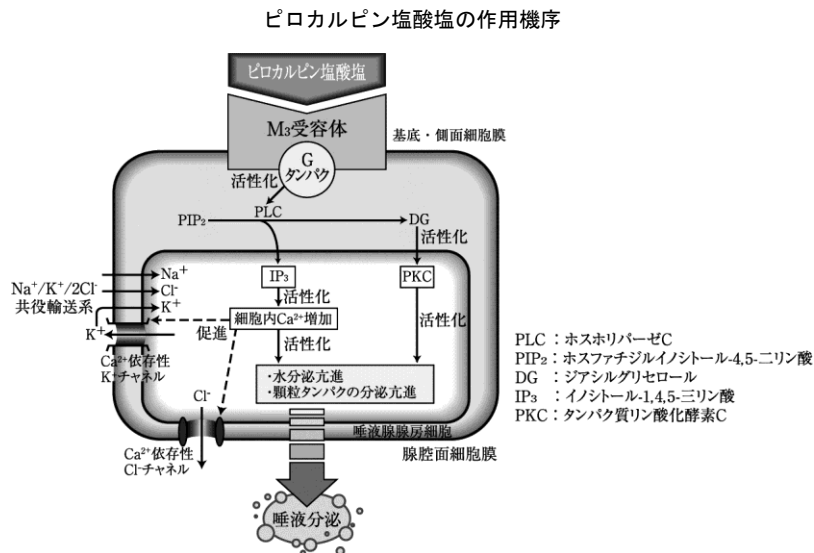 ピロカルピン塩酸塩の作用機序
ピロカルピン塩酸塩
M₃受容体
基底・側面細胞膜
G
タンパク
活性化
PIP₂
PLC
DG
活性化
Na⁺
Cl⁻
K⁺
Na⁺/K⁺/2Cl⁻
共役輸送系
K⁺
IP₃
PKC
活性化
細胞内Ca²⁺増加
促進
活性化
活性化
Ca²⁺依存性
K⁺チャネル
・水分泌亢進
・顆粒タンパクの分泌亢進
Cl⁻
唾液腺腺房細胞
腺腔面細胞膜
Ca²⁺依存性
Cl⁻チャネル
唾液分泌
PLC：ホスホリパーゼC
PIP₂：ホスファチジルイノシトール-4,5-二リン酸
DG：ジアシルグリセロール
IP₃：イノシトール-1,4,5-三リン酸
PKC：タンパク質リン酸化酵素C